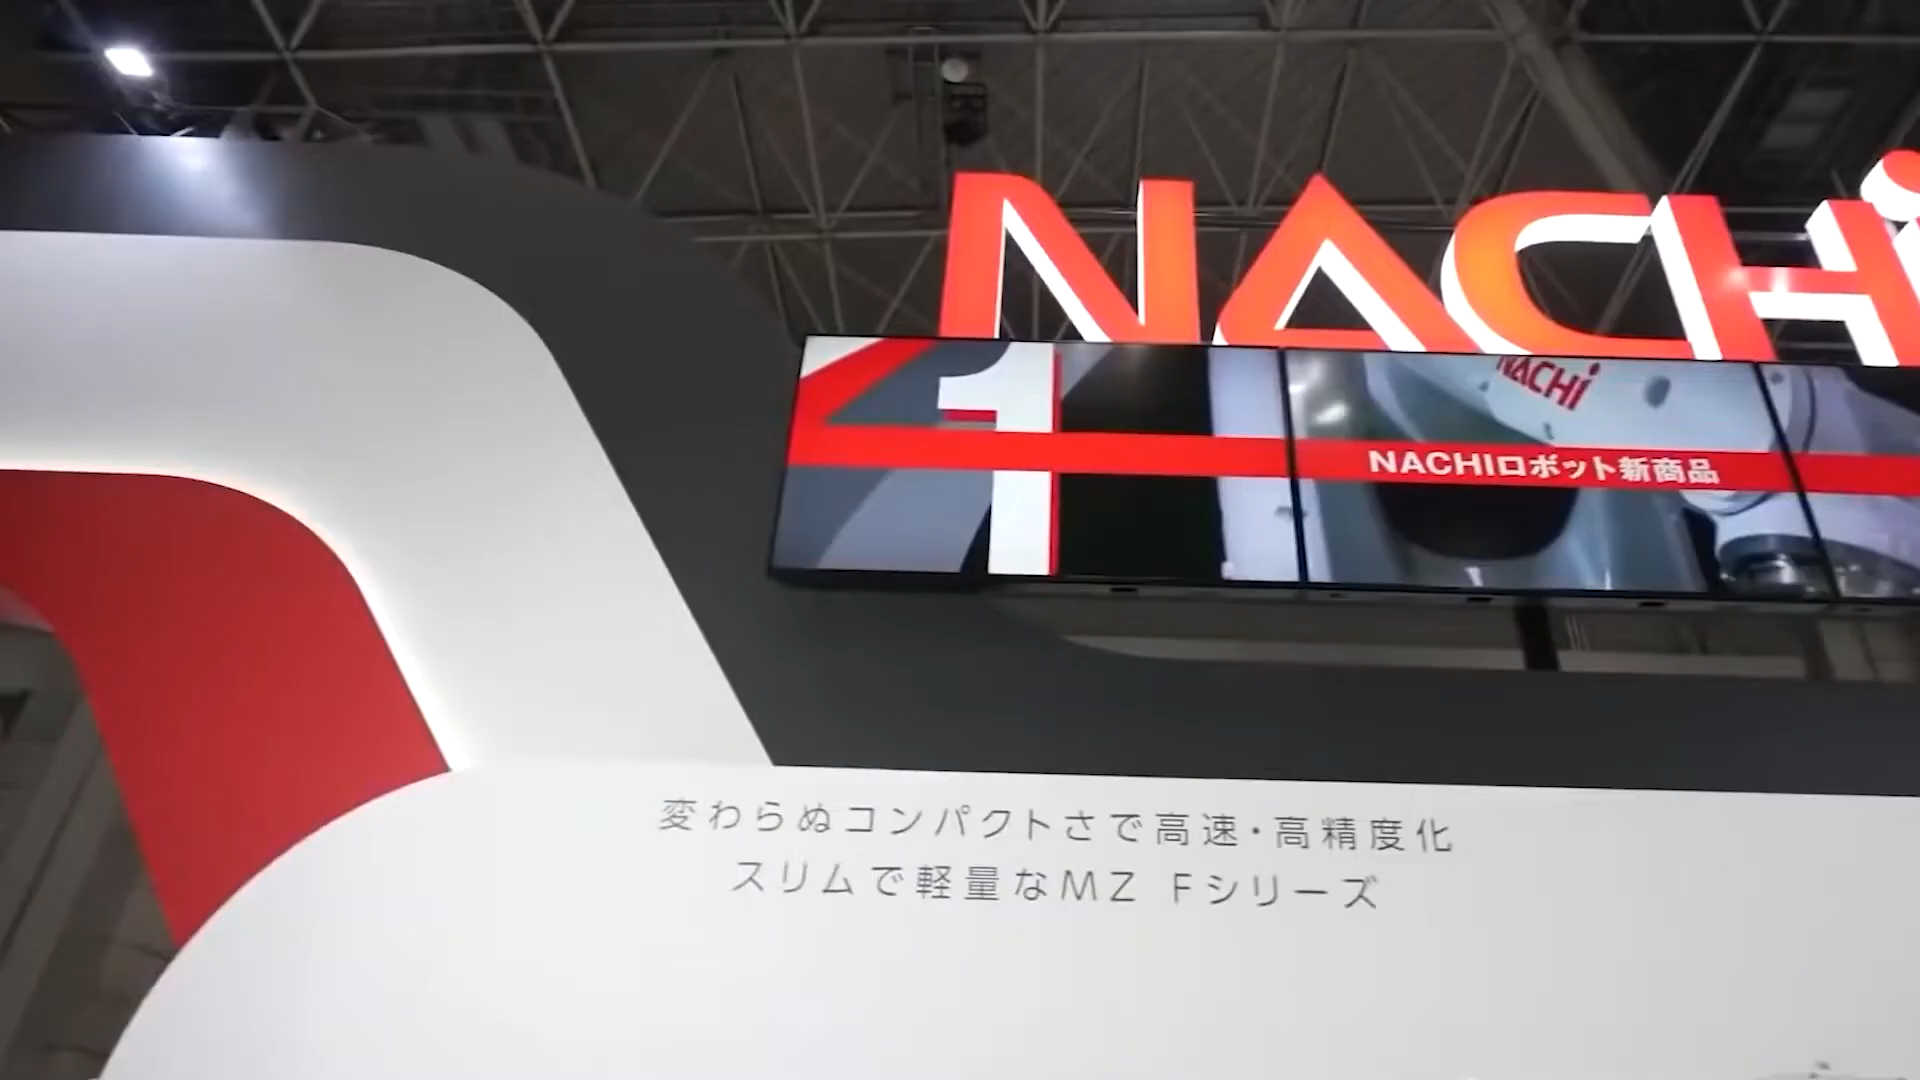 NACHi
1
NACHi
NACHIロボット新商品
変わらぬコンパクトさで高速・高精度化
スリムで軽量なMZ Fシリーズ